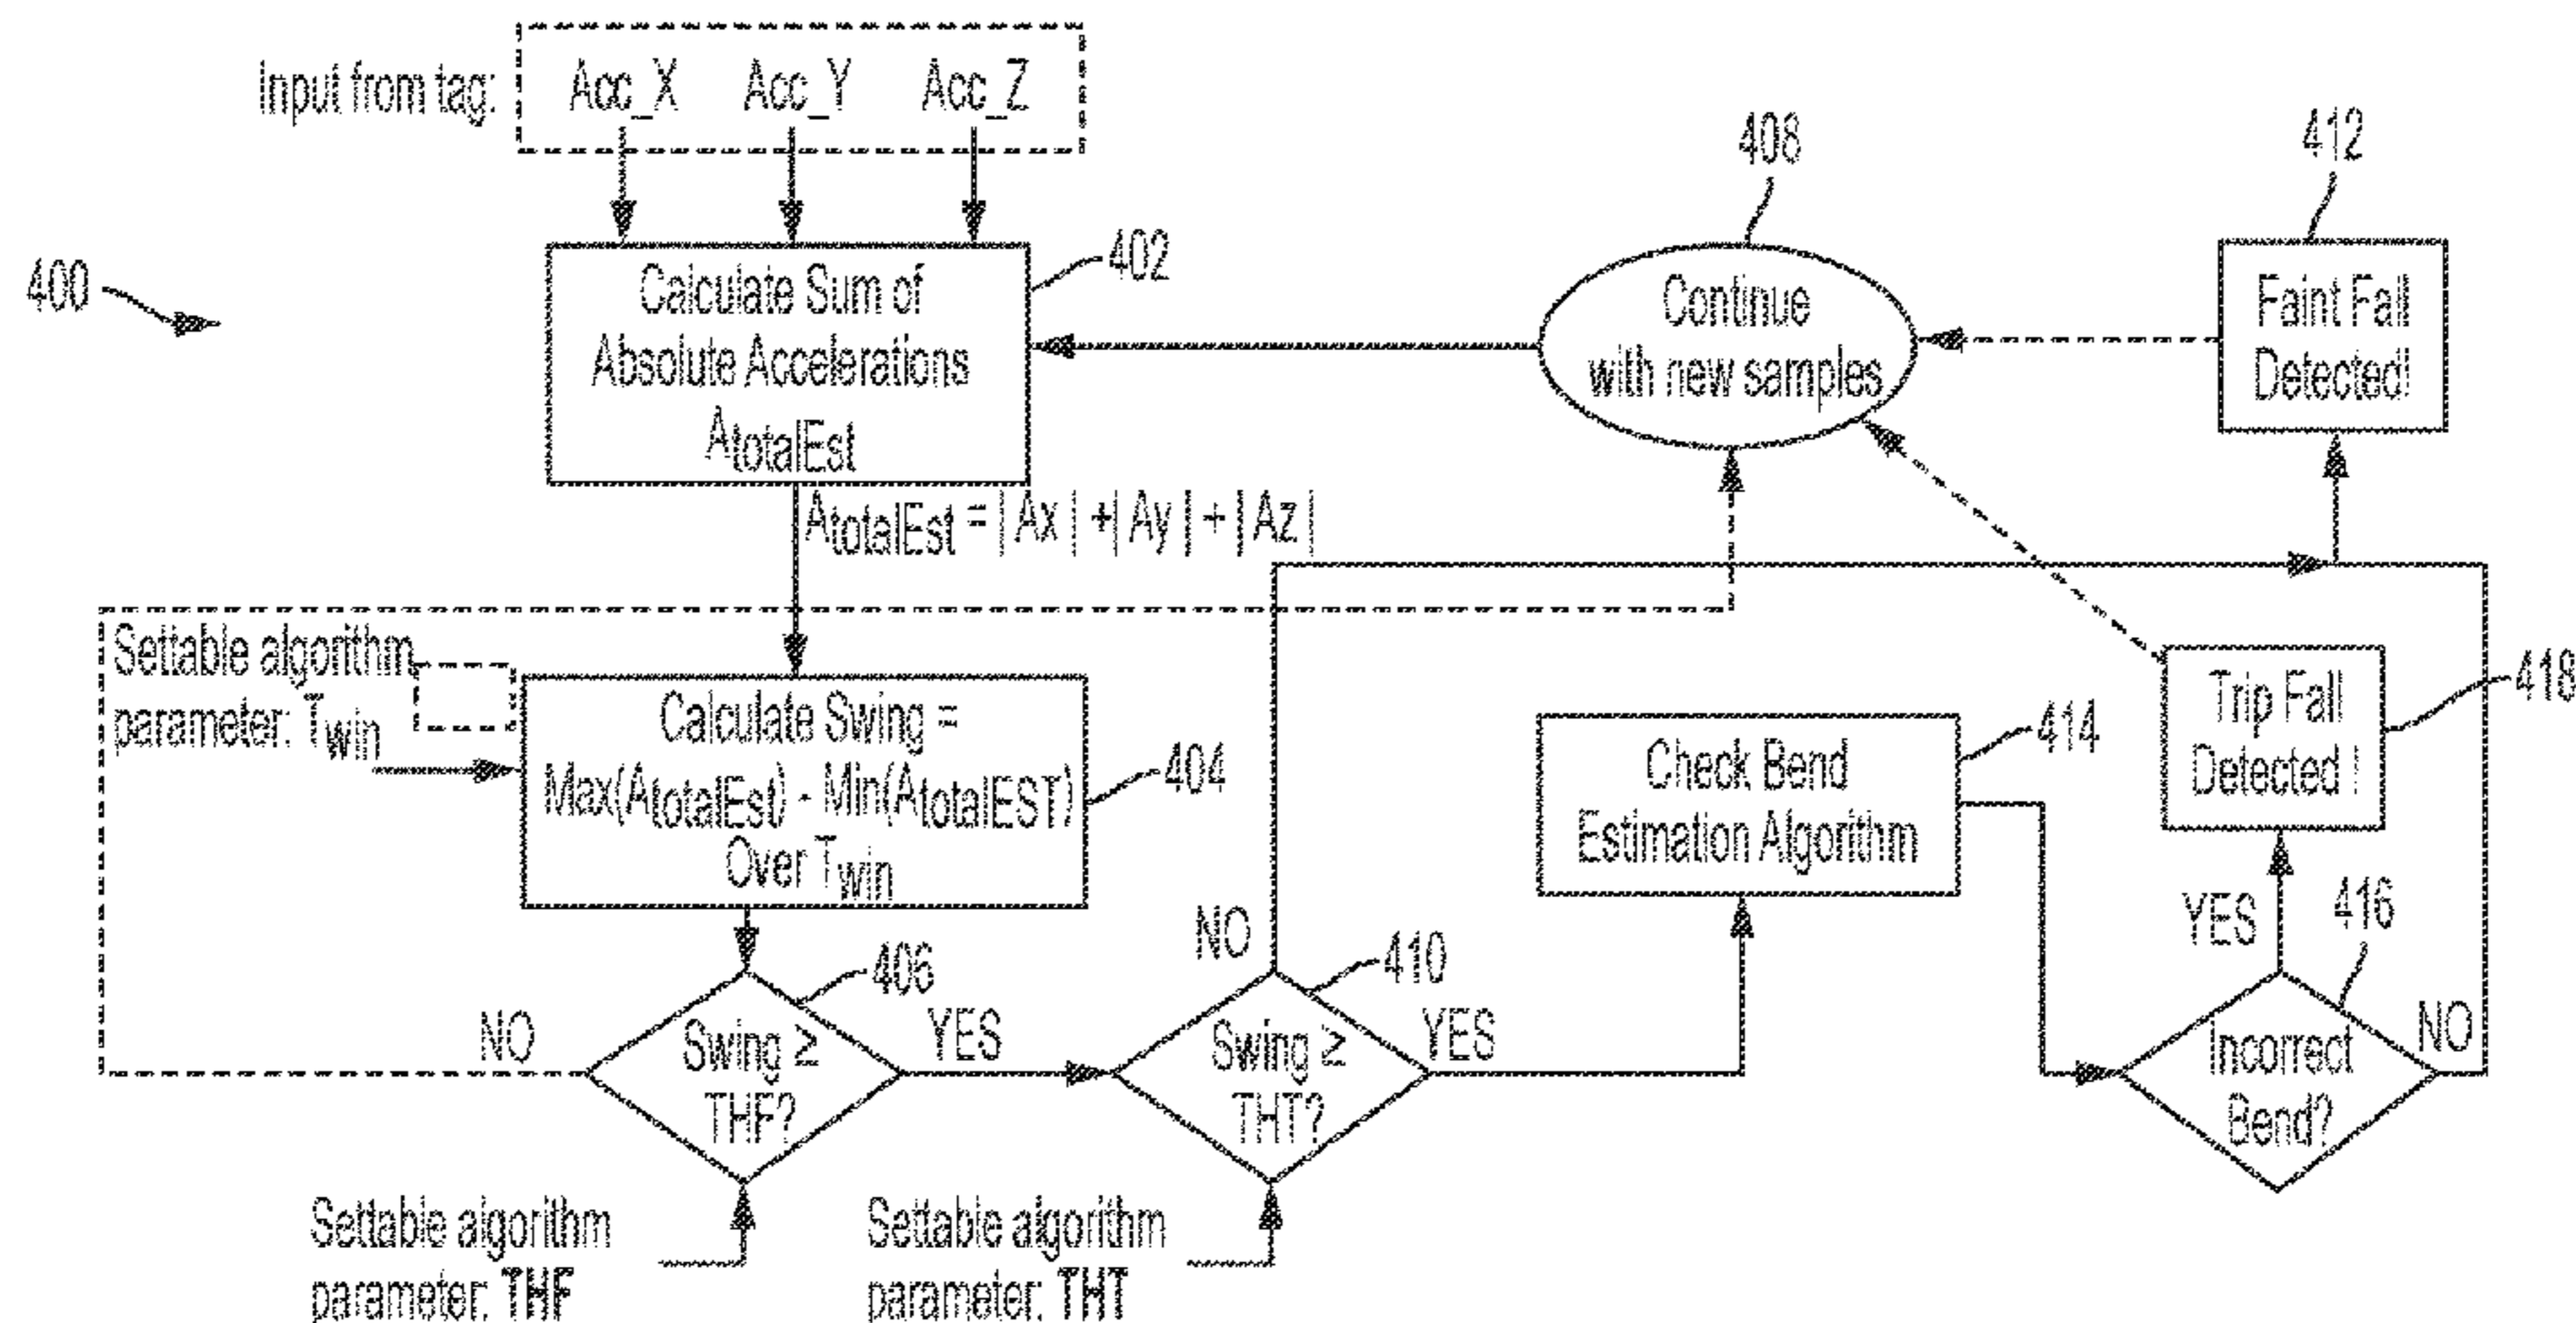 Input from tag:
Acc_X Acc_Y Acc_Z
400
Calculate Sum of
Absolute Accelerations
AtotalEst
402
408
Continue
with new samples
412
Faint Fall
Detected!
AtotalEst = | Ax | +| Ay | + | Az |
Settable algorithm
parameter: Twin
Calculate Swing =
Max(AtotalEst) - Min(AtotalEST)
Over Twin
404
Check Bend
Estimation Algorithm
414
Trip Fall
Detected !
418
NO
Swing ≥
THF?
406
YES
NO
Swing ≥
THT?
410
YES
YES
416
Incorrect
Bend?
NO
Settable algorithm
parameter: THF
Settable algorithm
parameter: THT